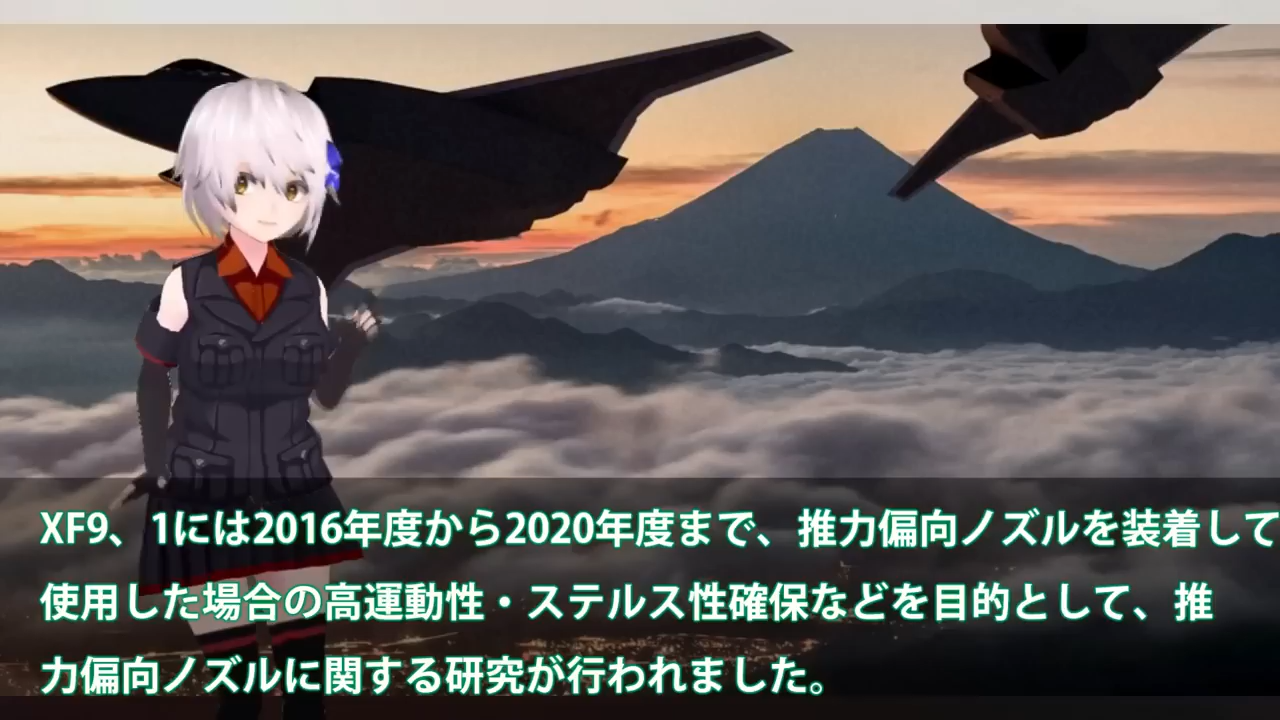 XF9、1には2016年度から2020年度まで、推力偏向ノズルを装着して
使用した場合の高運動性・ステルス性確保などを目的として、推
力偏向ノズルに関する研究が行われました。